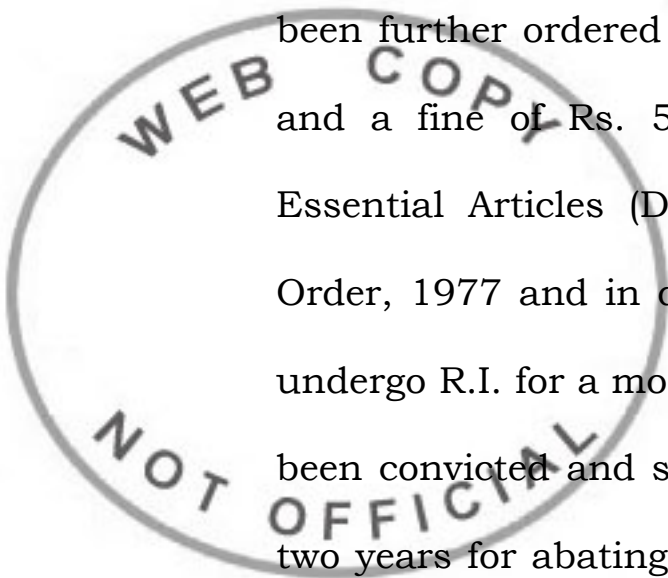 been further ordered
and a fine of Rs. 5
Essential Articles (D
Order, 1977 and in
undergo R.I. for a mo
been convicted and s
two years for abating
WEB COPY
NOT OFFICIAL